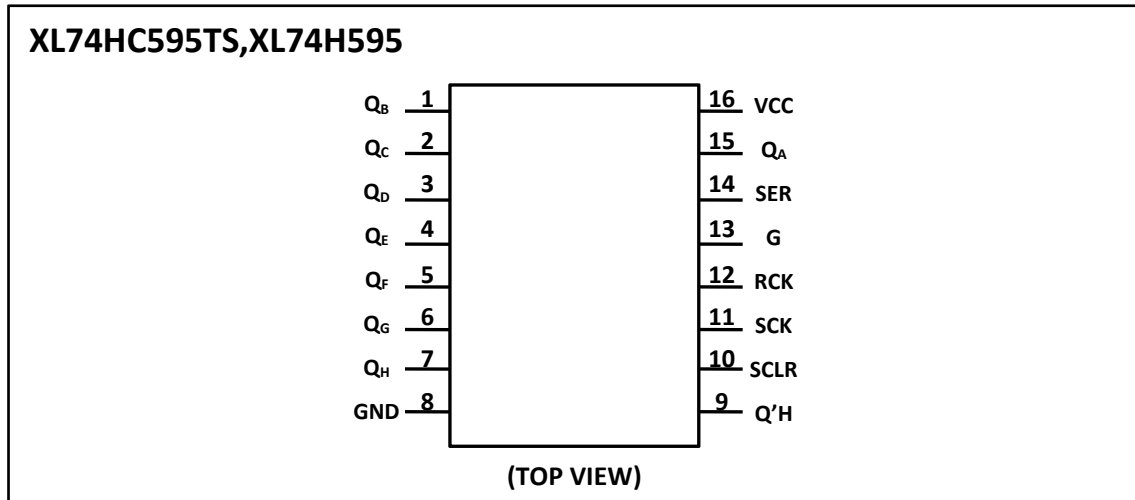 XL74HC595TS,XL74H595
QB 1 16 VCC
QC 2 15 QA
QD 3 14 SER
QE 4 13 G
QF 5 12 RCK
QG 6 11 SCK
QH 7 10 SCLR
GND 8 9 Q’H
(TOP VIEW)